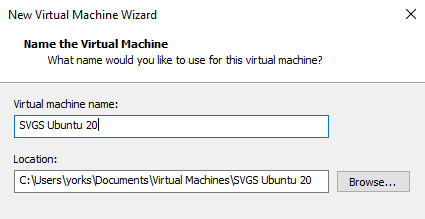 New Virtual Machine Wizard
Name the Virtual Machine
What name would you like to use for this virtual machine?
Virtual machine name:
SVGS Ubuntu 20
Location:
C:\Users\yorks\Documents\Virtual Machines\SVGS Ubuntu 20
Browse...